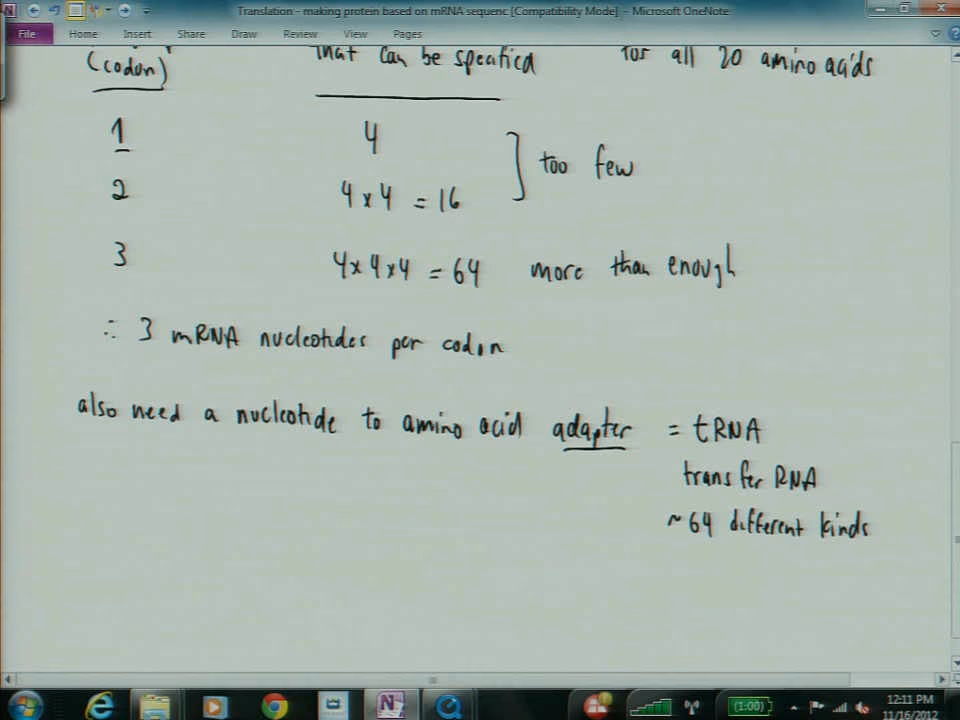 Translation - making protein based on mRNA sequenc [Compatibility Mode] - Microsoft OneNote
File Home Insert Share Draw Review View Pages
(codon) that can be specified for all 20 amino acids
1 4
too few
2 4 x 4 = 16
3 4 x 4 x 4 = 64 more than enough
∴ 3 mRNA nucleotides per codon
also need a nucleotide to amino acid adapter = tRNA
transfer RNA
~ 64 different kinds
(1:00) 12:11 PM
11/16/2012